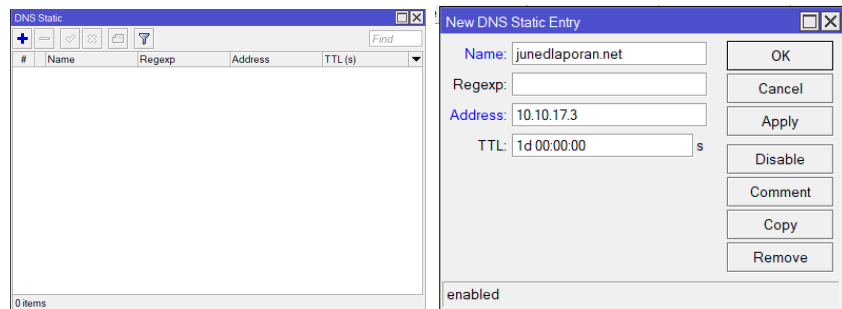 DNS Static
Find
# Name Regexp Address TTL (s)
0 items
New DNS Static Entry
Name: junedlaporan.net
Regexp:
Address: 10.10.17.3
TTL: 1d 00:00:00 s
OK
Cancel
Apply
Disable
Comment
Copy
Remove
enabled